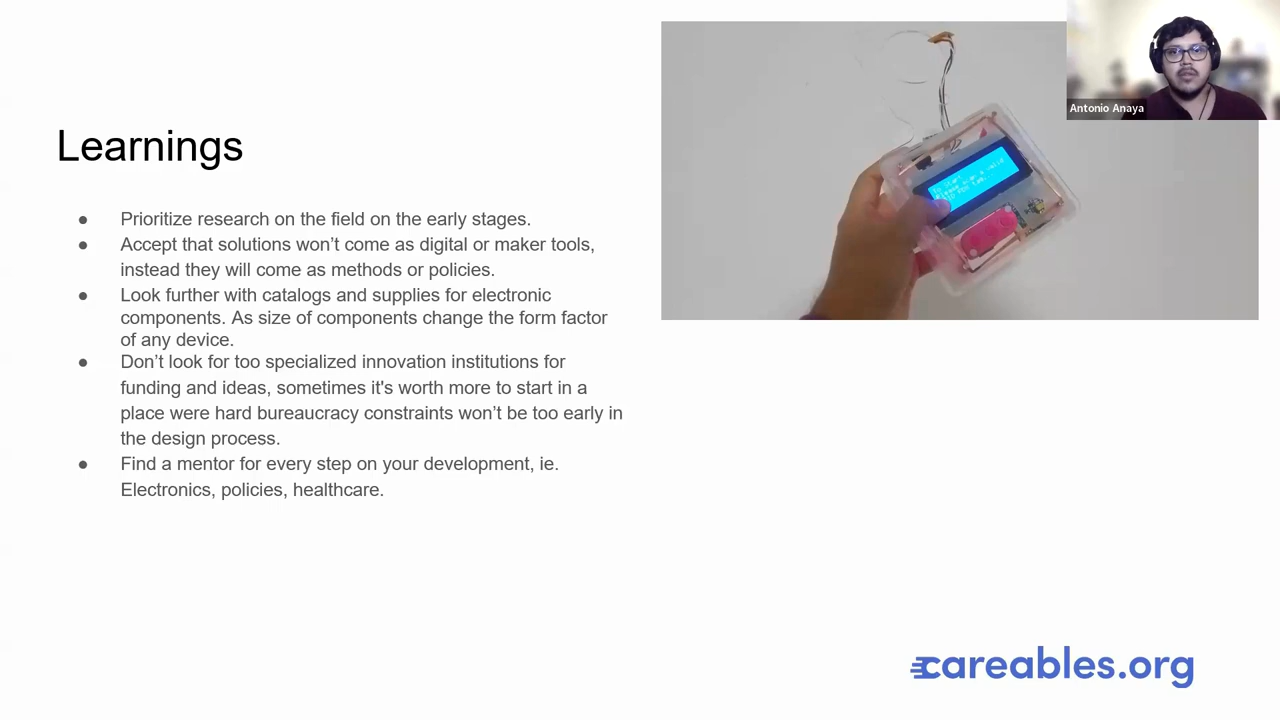 Antonio Anaya
Learnings
● Prioritize research on the field on the early stages.
● Accept that solutions won’t come as digital or maker tools,
instead they will come as methods or policies.
● Look further with catalogs and supplies for electronic
components. As size of components change the form factor
of any device.
● Don’t look for too specialized innovation institutions for
funding and ideas, sometimes it's worth more to start in a
place were hard bureaucracy constraints won’t be too early in
the design process.
● Find a mentor for every step on your development, ie.
Electronics, policies, healthcare.
careables.org